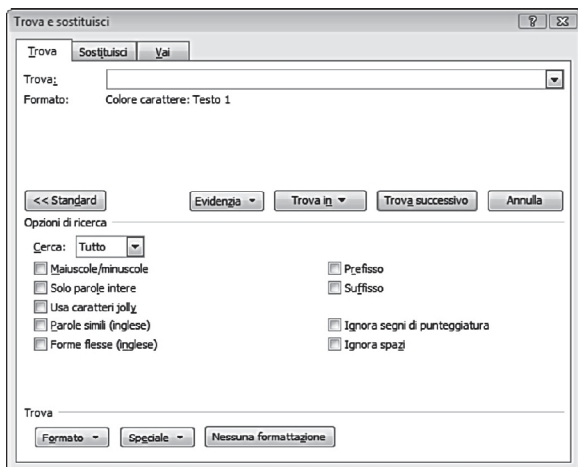 Trova e sostituisci
Trova Sostituisci Vai
Trova:
Formato: Colore carattere: Testo 1
<< Standard Evidenzia Trova in Trova successivo Annulla
Opzioni di ricerca
Cerca: Tutto
Maiuscole/minuscole Prefisso
Solo parole intere Suffisso
Usa caratteri jolly
Parole simili (inglese) Ignora segni di punteggiatura
Forme flesse (inglese) Ignora spazi
Trova
Formato Speciale Nessuna formattazione